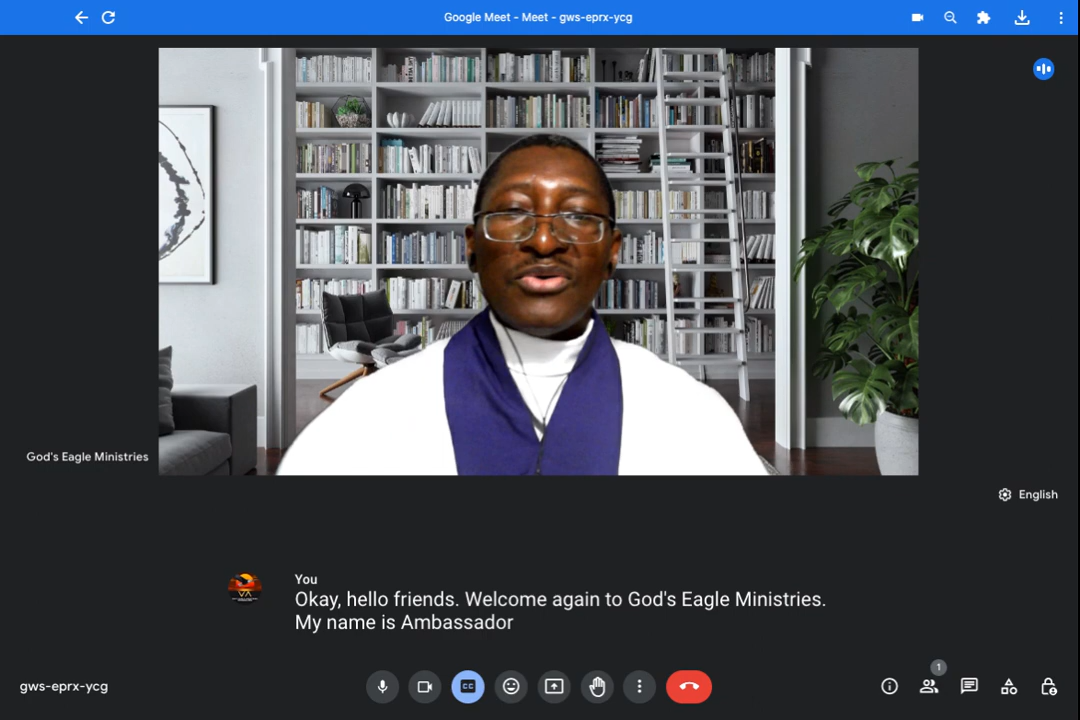 Google Meet - Meet - gws-eprx-ycg
God's Eagle Ministries
English
You
Okay, hello friends. Welcome again to God's Eagle Ministries.
My name is Ambassador
gws-eprx-ycg
CC
1